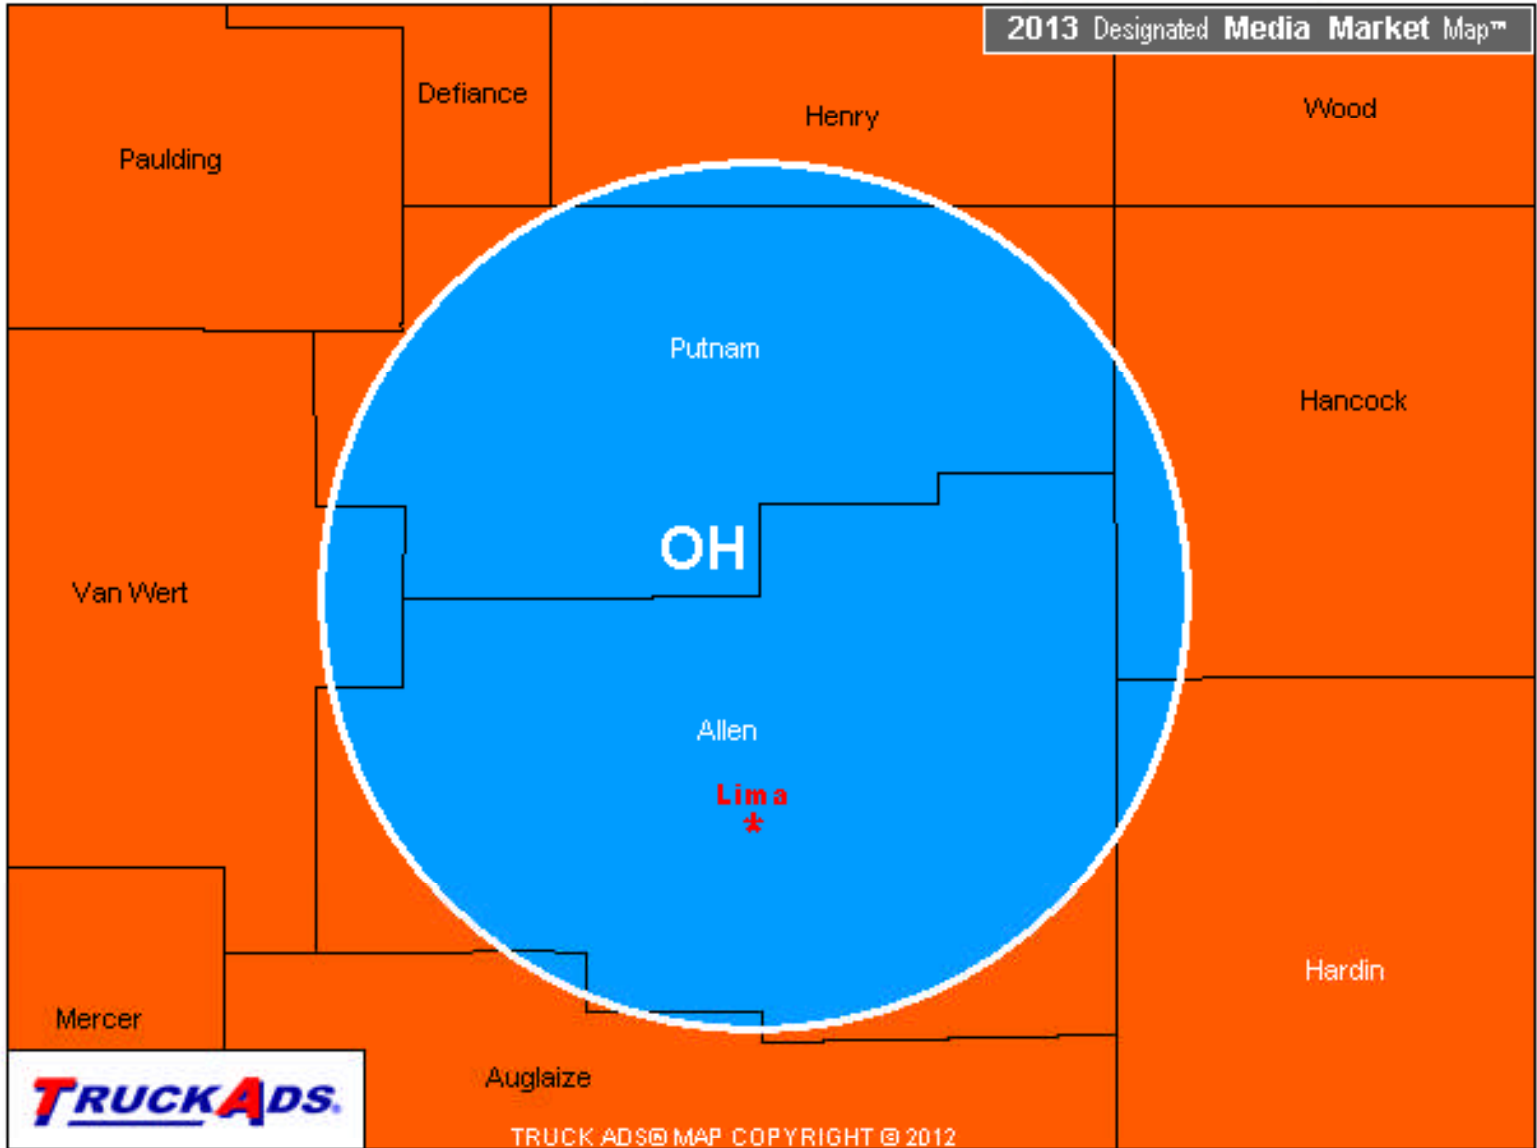 2013 Designated Media Market Map™
Defiance
Henry
Wood
Paulding
Putnam
Hancock
OH
Van Wert
Allen
Lima
*
Hardin
Mercer
Auglaize
TRUCKADS.
TRUCK ADS® MAP COPYRIGHT © 2012